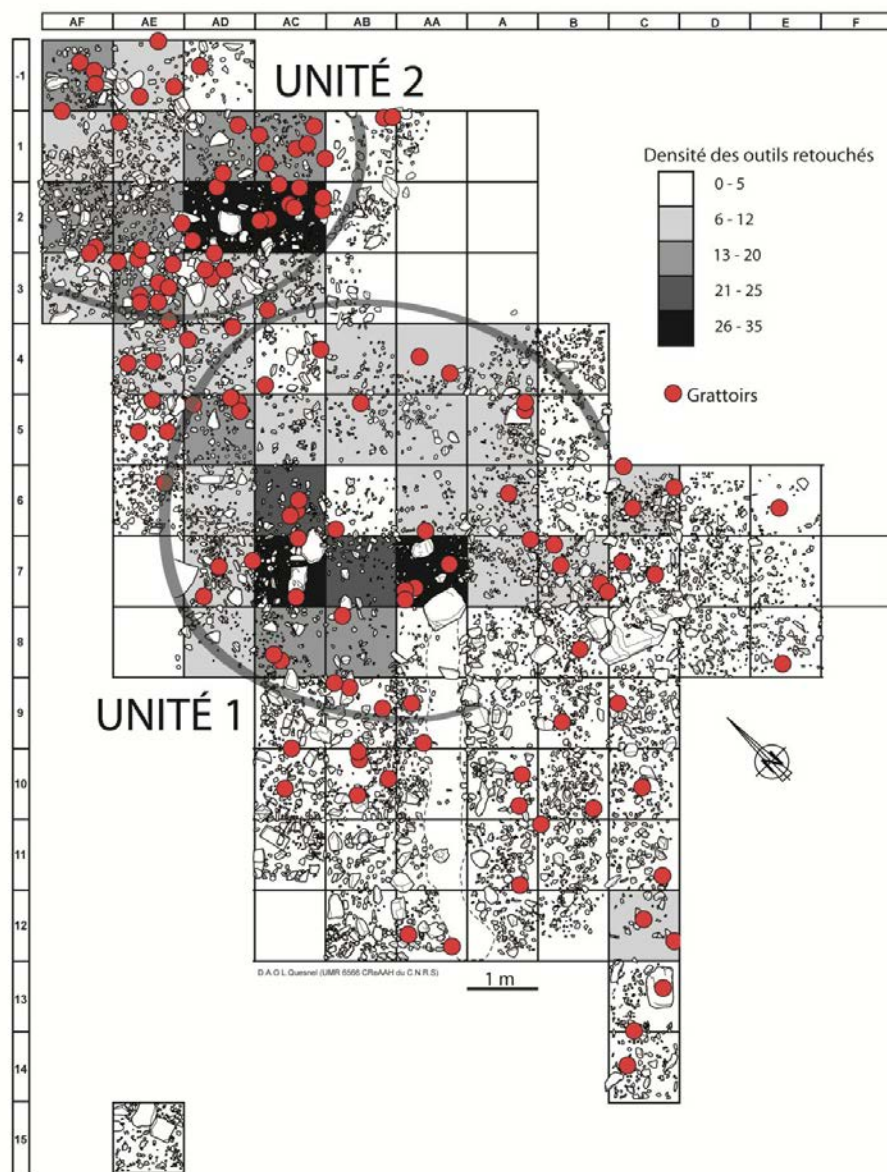 AF AE AD AC AB AA A B C D E F
-1
UNITÉ 2
1
Densité des outils retouchés
0 - 5
2
6 - 12
13 - 20
3
21 - 25
26 - 35
4
Grattoirs
5
6
7
8
UNITÉ 1
9
10
11
12
D.A.O L.Quesnel (UMR 6566 CReAAH du C.N.R.S)
1 m
13
14
15